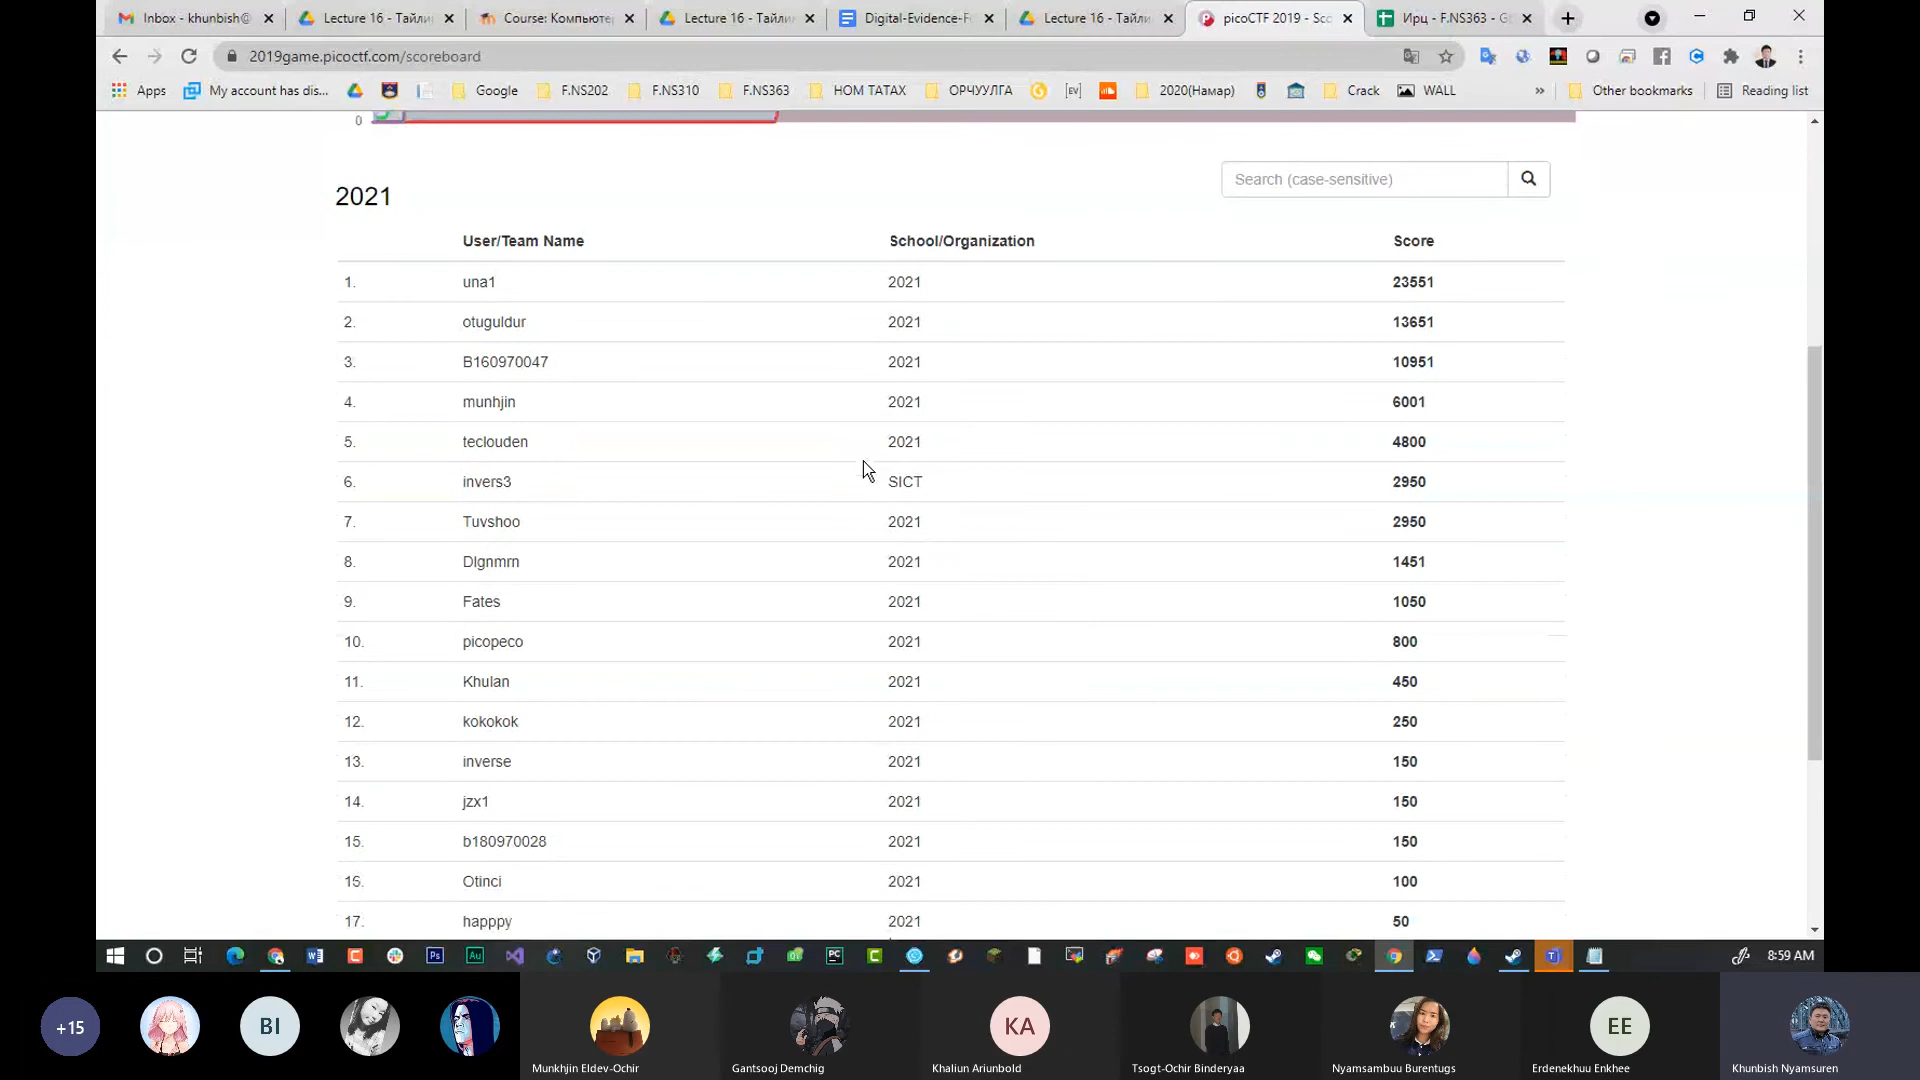 Inbox - khunbish@ Lecture 16 - Тайли Course: Компьюте Lecture 16 - Тайли Digital-Evidence-F Lecture 16 - Тайли picoCTF 2019 - Sco Ирц - F.NS363 - G
2019game.picoctf.com/scoreboard
Apps My account has dis... Google F.NS202 F.NS310 F.NS363 НОМ ТАТАХ ОРЧУУЛГА [EV] 2020(Намар) Crack WALL » Other bookmarks Reading list
0
Search (case-sensitive)
2021
User/Team Name School/Organization Score
1. una1 2021 23551
2. otuguldur 2021 13651
3. B160970047 2021 10951
4. munhjin 2021 6001
5. teclouden 2021 4800
6. invers3 SICT 2950
7. Tuvshoo 2021 2950
8. Dlgnmrn 2021 1451
9. Fates 2021 1050
10. picopeco 2021 800
11. Khulan 2021 450
12. kokokok 2021 250
13. inverse 2021 150
14. jzx1 2021 150
15. b180970028 2021 150
16. Otinci 2021 100
17. happpy 2021 50
8:59 AM
+15 BI KA EE
Munkhjin Eldev-Ochir Gantsooj Demchig Khaliun Ariunbold Tsogt-Ochir Binderyaa Nyamsambuu Burentugs Erdenekhuu Enkhee Khunbish Nyamsuren